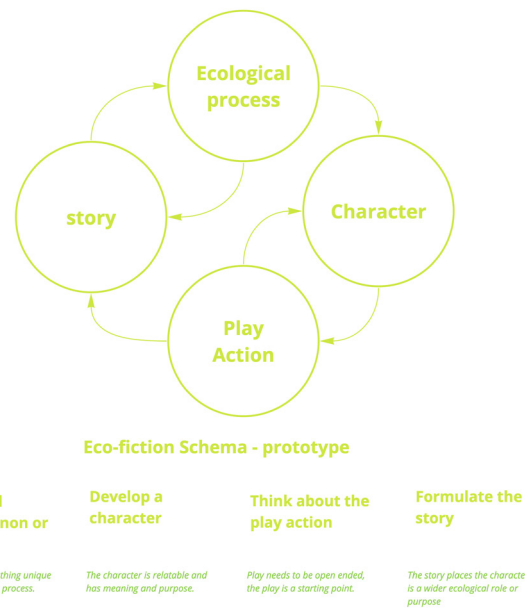 Ecological
process
story
Character
Play
Action
Eco-fiction Schema - prototype
non or
Develop a
character
Think about the
play action
Formulate the
story
thing unique
process.
The character is relatable and
has meaning and purpose.
Play needs to be open ended,
the play is a starting point.
The story places the characte
is a wider ecological role or
purpose